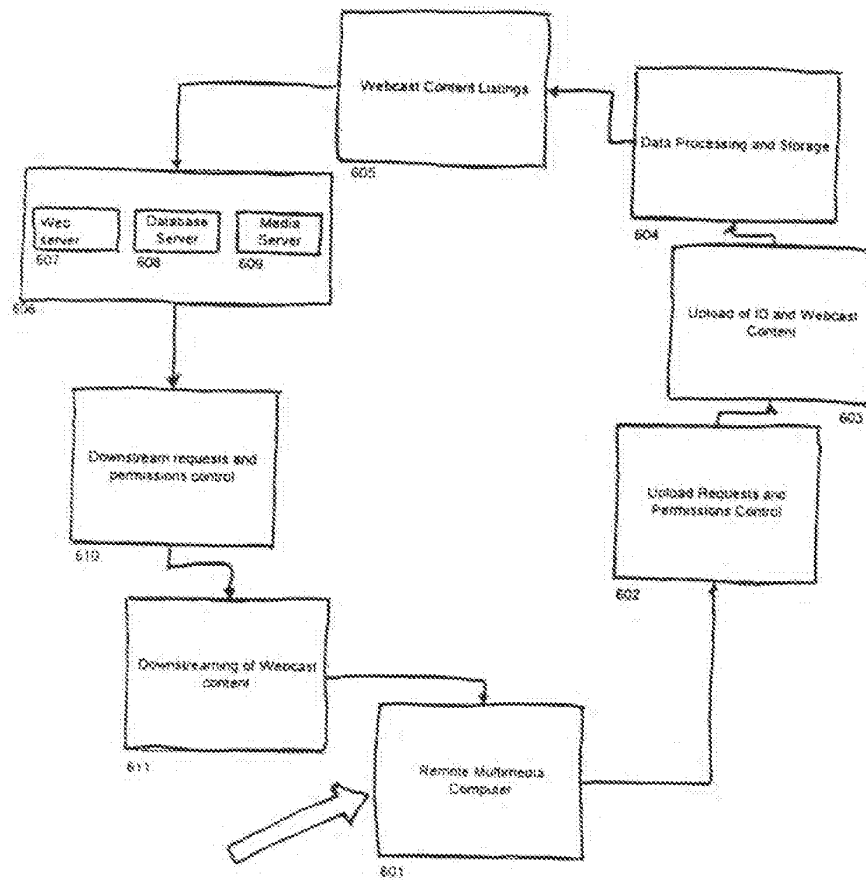 Webcast Content Listings
605
Data Processing and Storage
604
Web
server
607
Database
Server
608
Media
Server
609
606
Upload of ID and Webcast
Content
603
Downstream requests and
permissions control
610
Upload Requests and
Permissions Control
602
Downstreaming of Webcast
content
611
Remote Multimedia
Computer
601